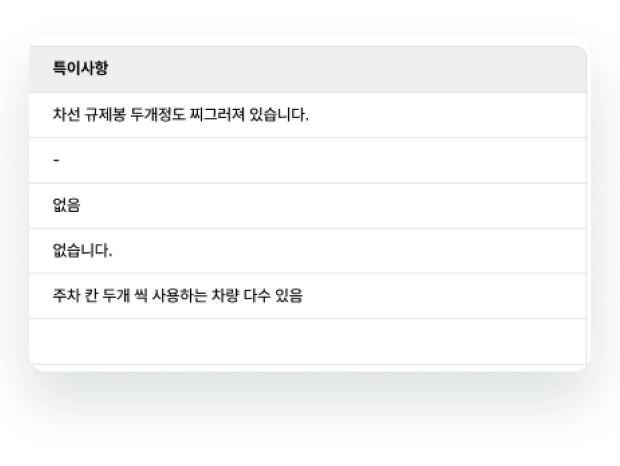 특이사항
차선 규제봉 두개정도 찌그러져 있습니다.
-
없음
없습니다.
주차 칸 두개 씩 사용하는 차량 다수 있음